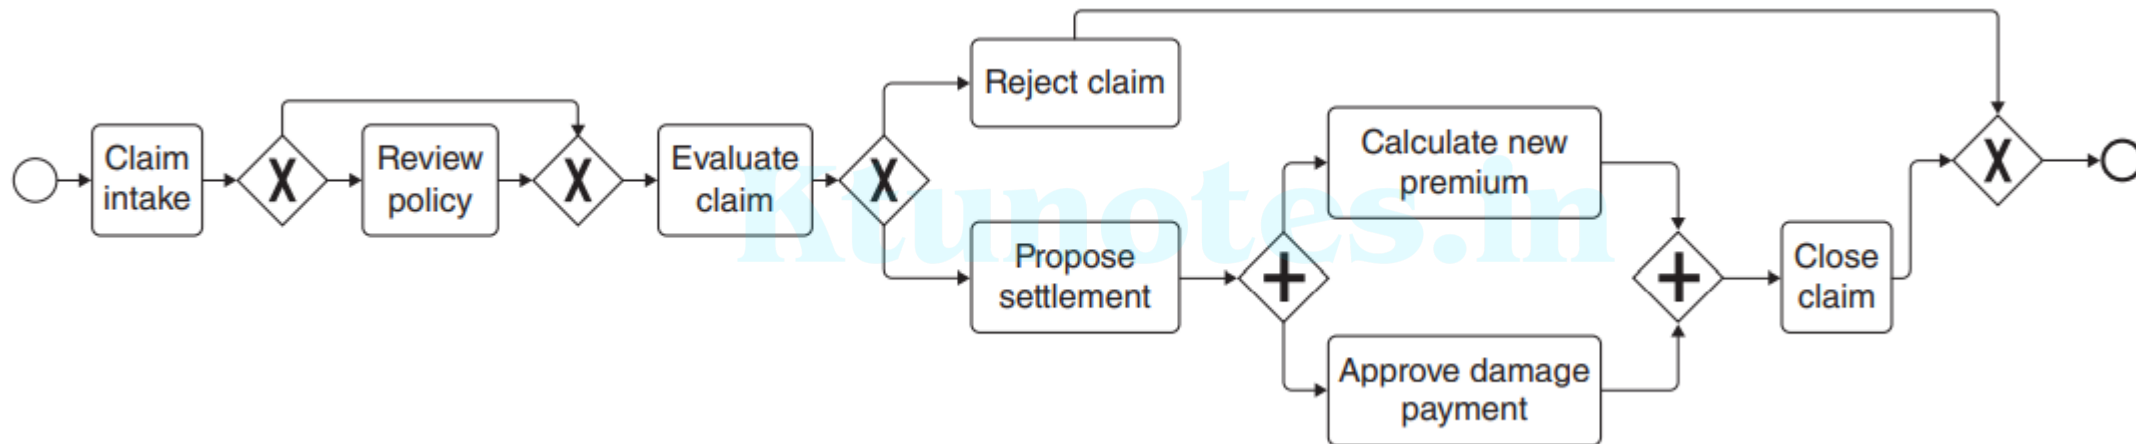 Claim
intake
X
Review
policy
X
Evaluate
claim
X
Reject claim
Propose
settlement
+
Calculate new
premium
Approve damage
payment
+
Close
claim
X
Ktunotes.in